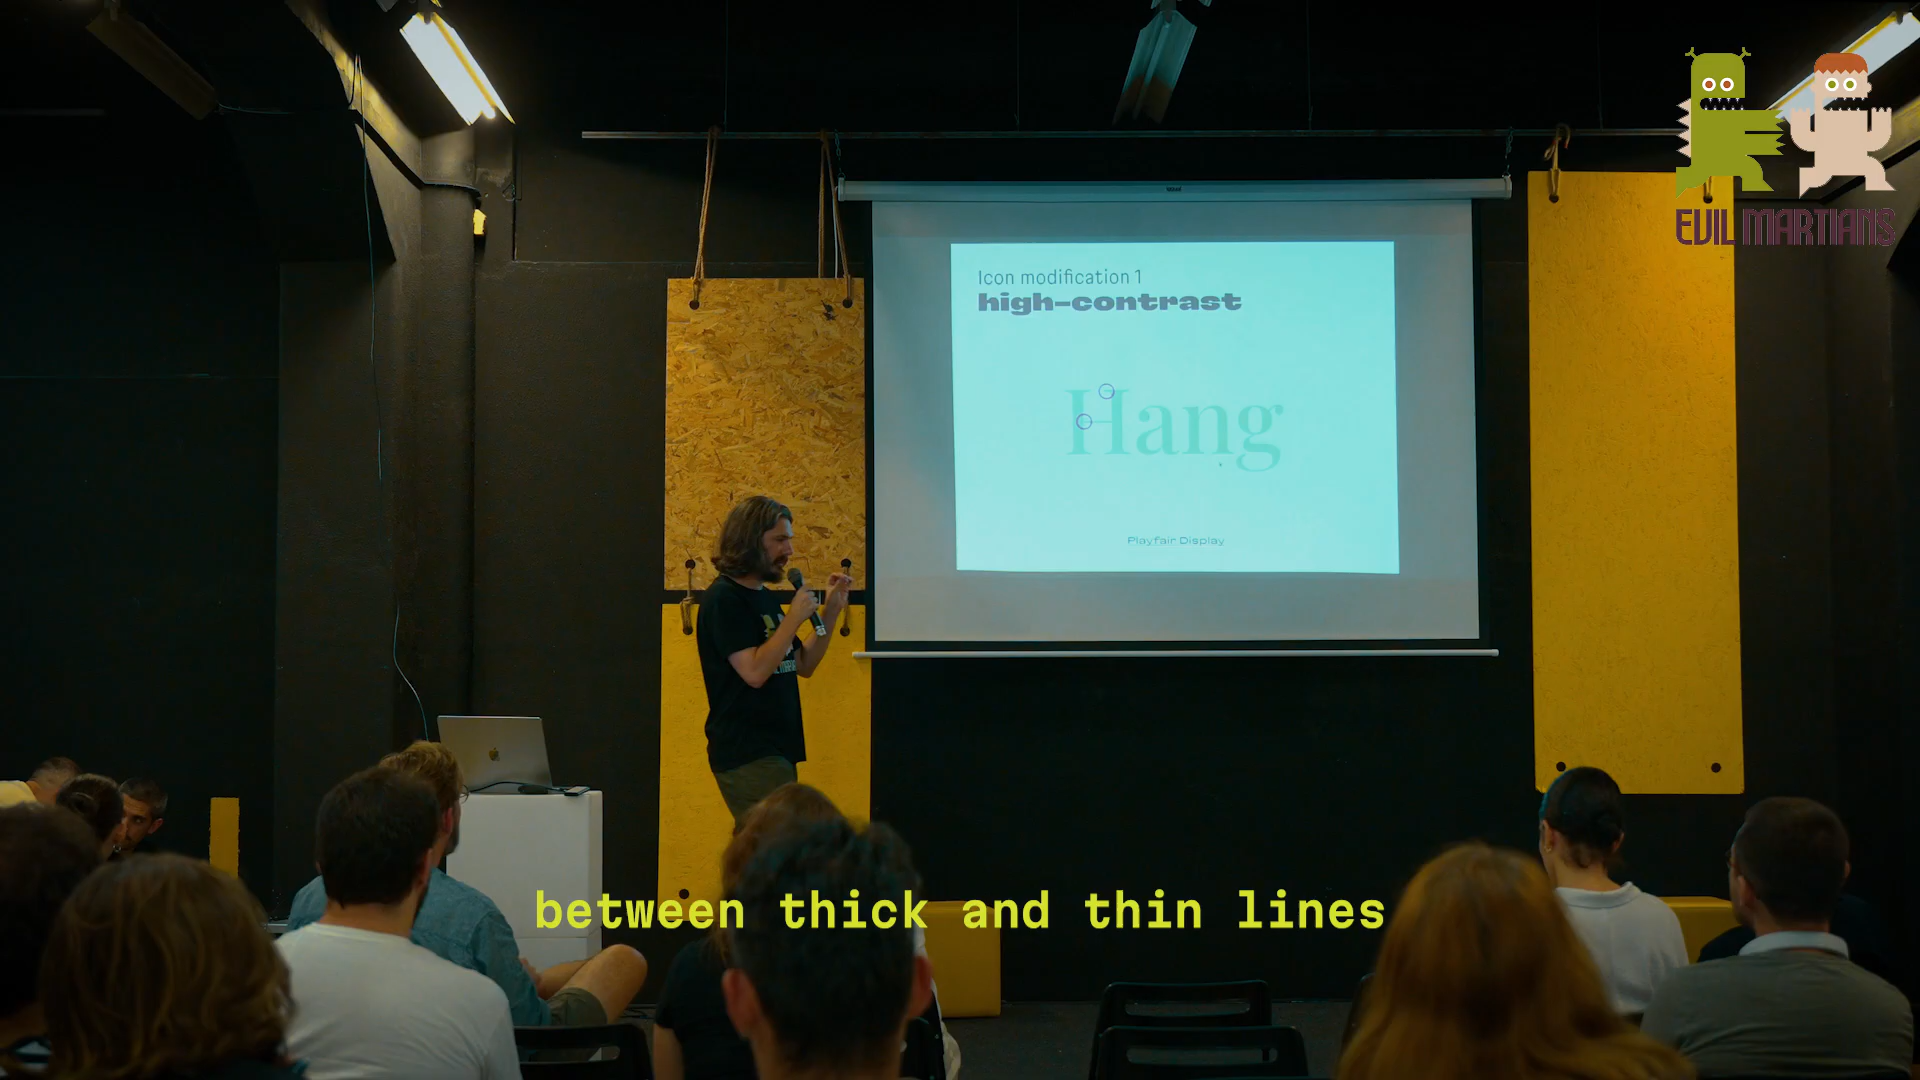 EVIL MARTIANS
Icon modification 1
high-contrast
Hang
Playfair Display
between thick and thin lines